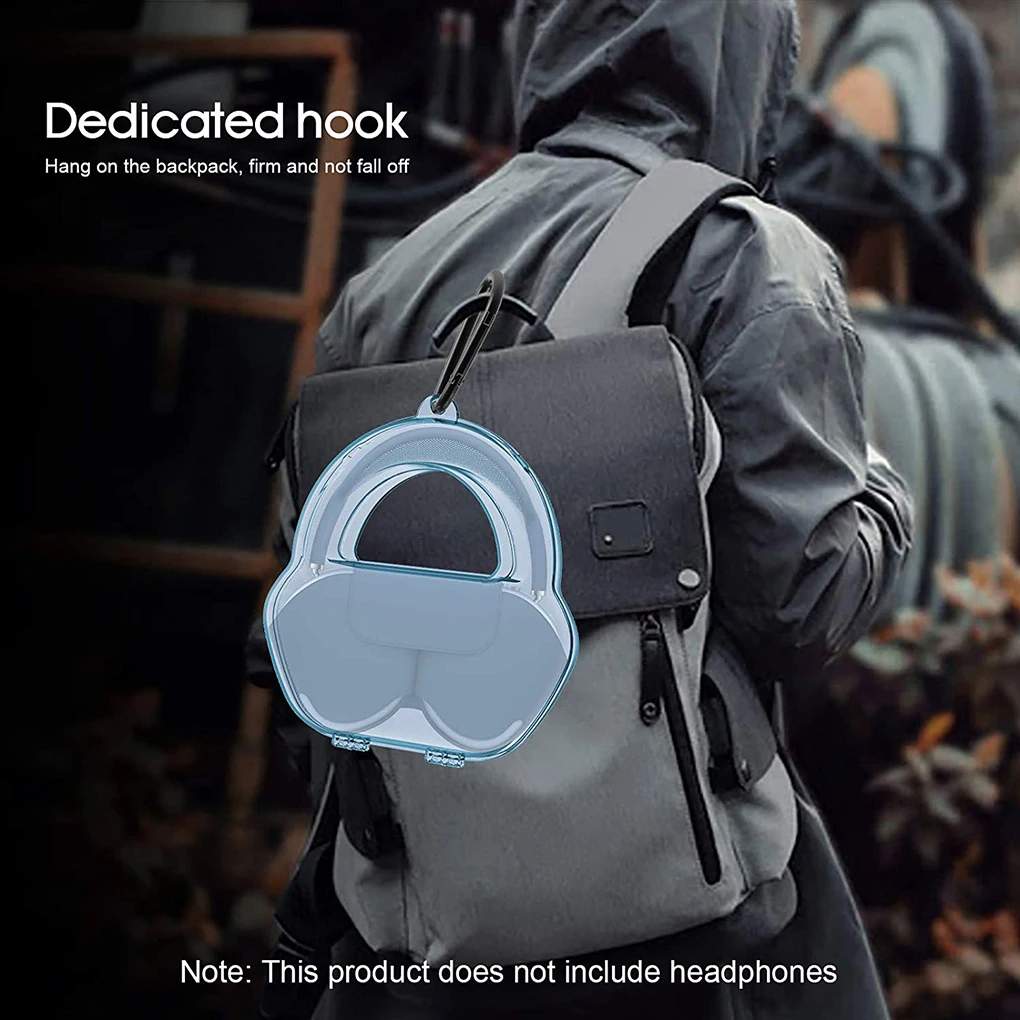 Dedicated hook
Hang on the backpack, firm and not fall off
Note: This product does not include headphones